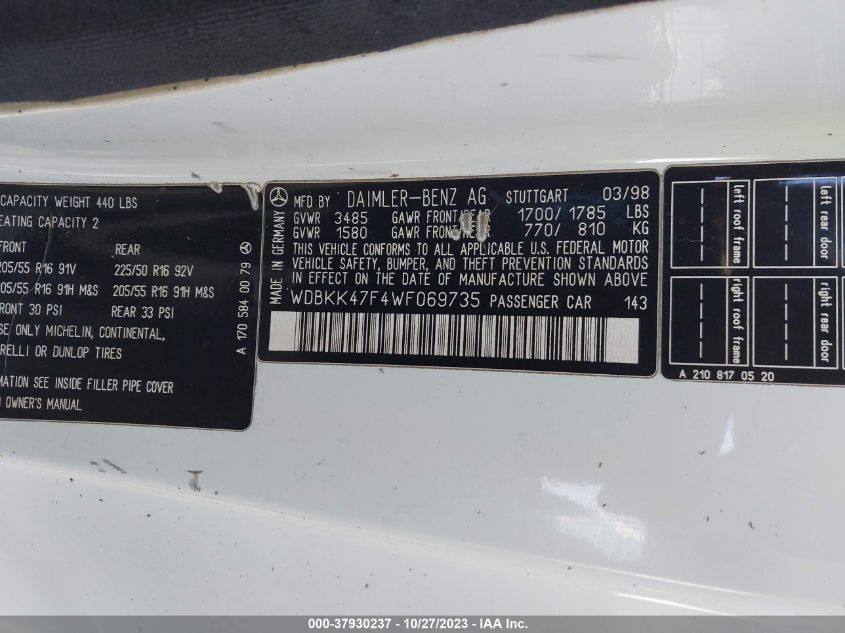 CAPACITY WEIGHT 440 LBS
EATING CAPACITY 2
FRONT REAR
205/55 R16 91V 225/50 R16 92V
205/55 R16 91H M&S 205/55 R16 91H M&S
FRONT 30 PSI REAR 33 PSI
SE ONLY MICHELIN, CONTINENTAL,
RELLI OR DUNLOP TIRES
MATION SEE INSIDE FILLER PIPE COVER
OWNER'S MANUAL
A 170 584 00 79
MADE IN GERMANY
MFD BY DAIMLER-BENZ AG STUTTGART 03/98
GVWR 3485 GAWR FRONT/REAR 1700/ 1785 LBS
GVWR 1580 GAWR FRONT/REAR 770/ 810 KG
THIS VEHICLE CONFORMS TO ALL APPLICABLE U.S. FEDERAL MOTOR
VEHICLE SAFETY, BUMPER, AND THEFT PREVENTION STANDARDS
IN EFFECT ON THE DATE OF MANUFACTURE SHOWN ABOVE
WDBKK47F4WF069735 PASSENGER CAR 143
left roof frame
left rear door
left roof frame
left rear door
A 210 817 05 20
000-37930237 - 10/27/2023 - IAA Inc.